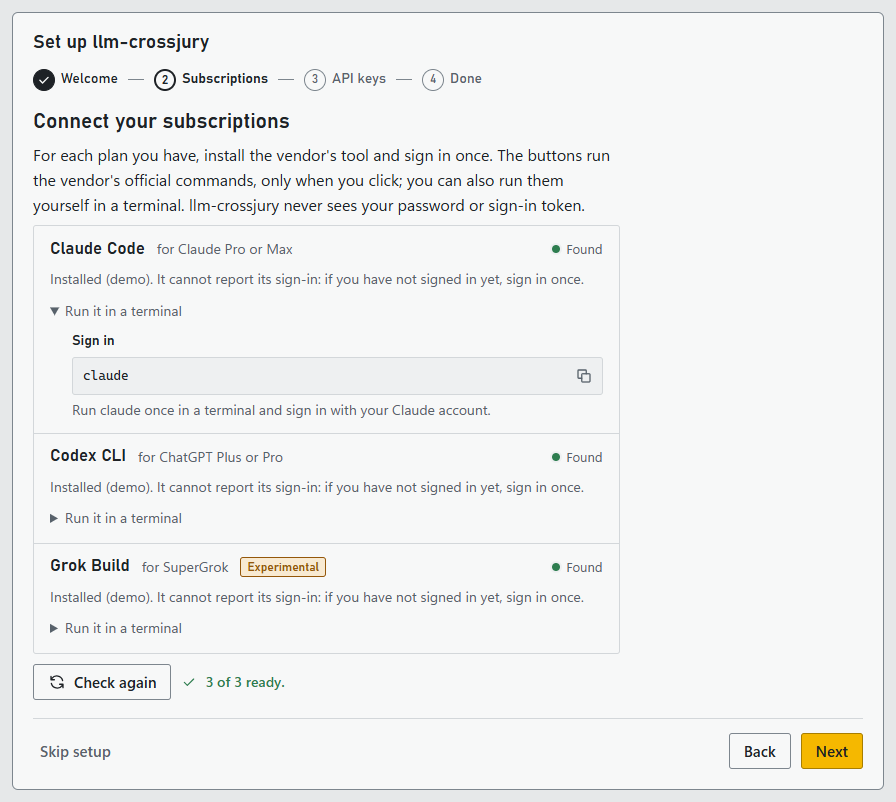 Set up llm-crossjury
Welcome — 2 Subscriptions — 3 API keys — 4 Done
Connect your subscriptions
For each plan you have, install the vendor's tool and sign in once. The buttons run
the vendor's official commands, only when you click; you can also run them
yourself in a terminal. llm-crossjury never sees your password or sign-in token.
Claude Code for Claude Pro or Max Found
Installed (demo). It cannot report its sign-in: if you have not signed in yet, sign in once.
Run it in a terminal
Sign in
claude
Run claude once in a terminal and sign in with your Claude account.
Codex CLI for ChatGPT Plus or Pro Found
Installed (demo). It cannot report its sign-in: if you have not signed in yet, sign in once.
Run it in a terminal
Grok Build for SuperGrok Experimental Found
Installed (demo). It cannot report its sign-in: if you have not signed in yet, sign in once.
Run it in a terminal
Check again 3 of 3 ready.
Skip setup Back Next